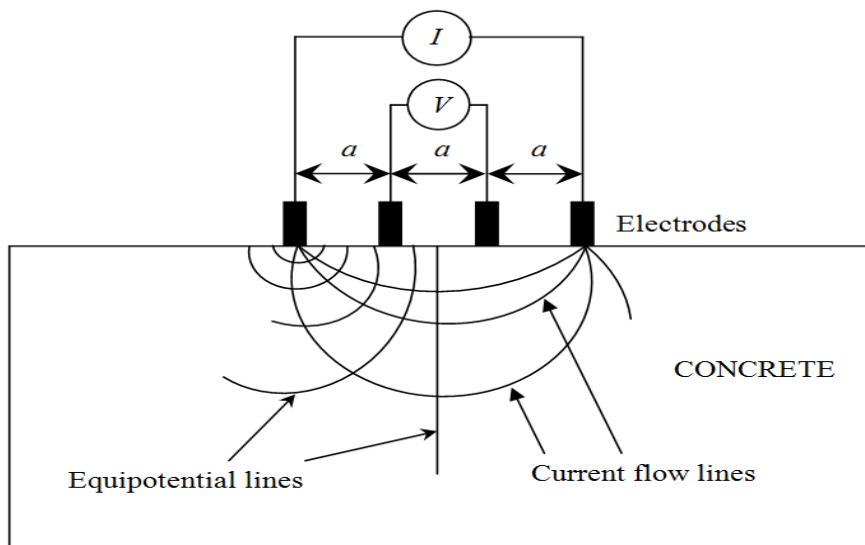 I
V
a a a
Electrodes
CONCRETE
Equipotential lines
Current flow lines